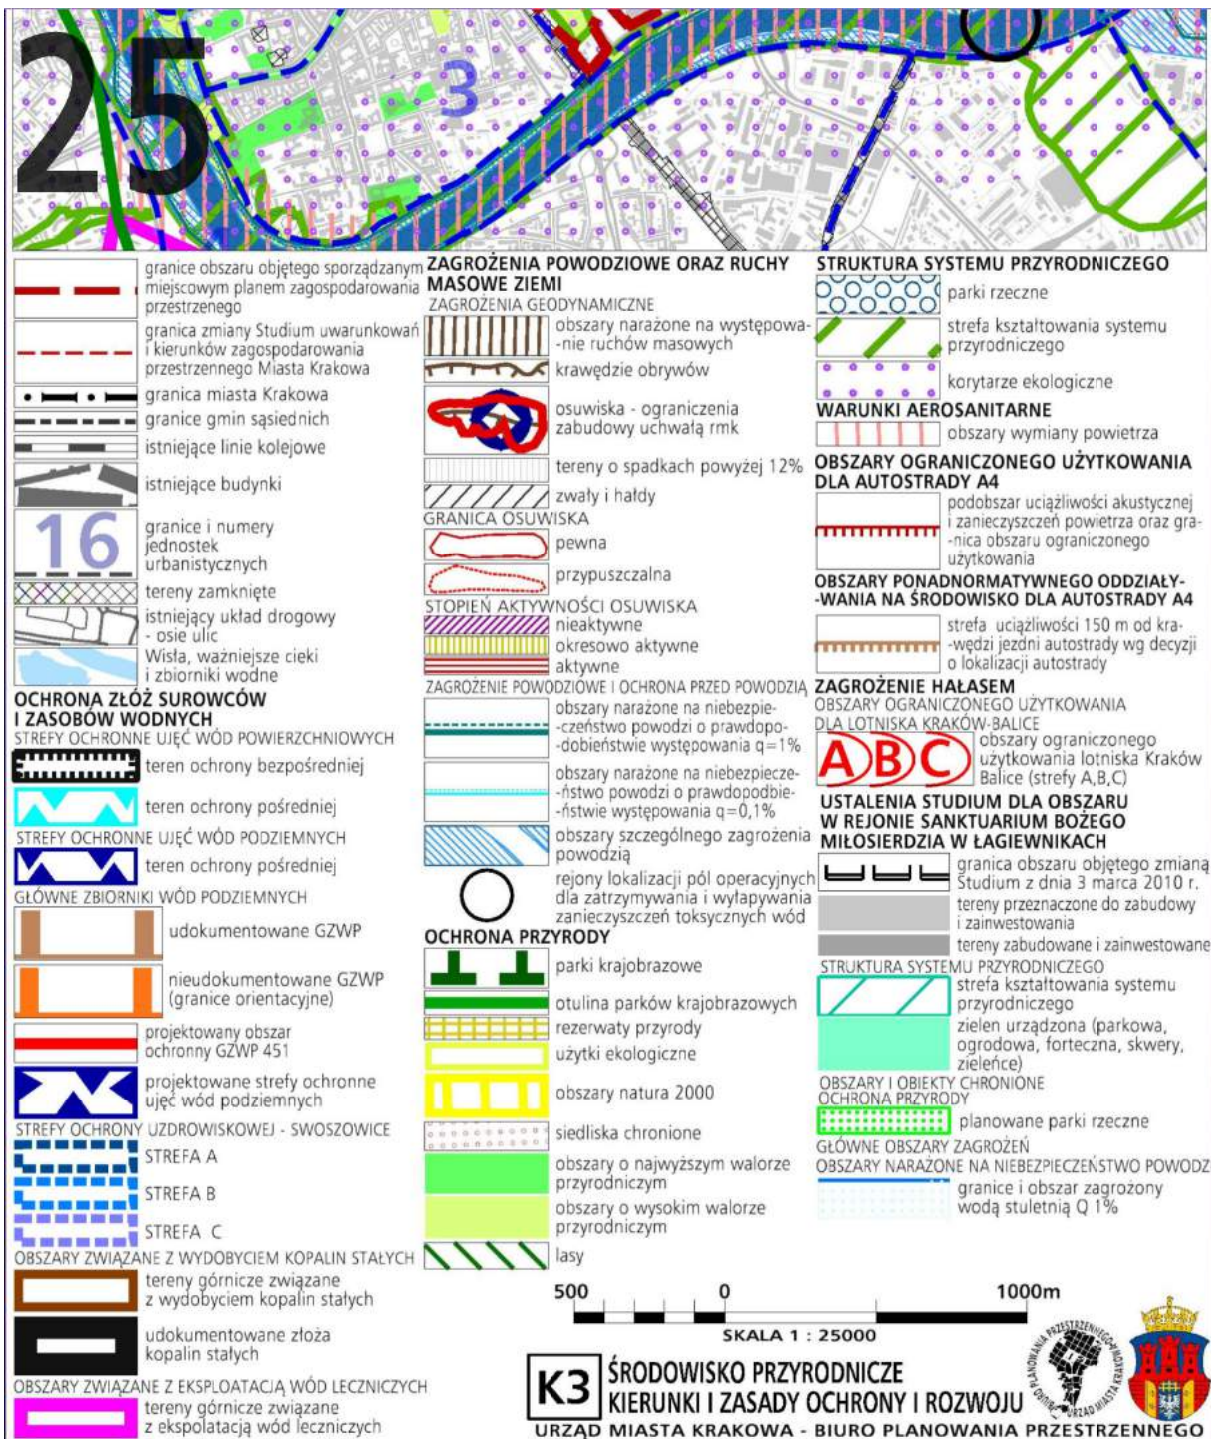 25
3
granice obszaru objętego sporządzanym
miejscowym planem zagospodarowania
przestrzenego
granica zmiany Studium uwarunkowań
i kierunków zagospodarowania
przestrzennego Miasta Krakowa
granica miasta Krakowa
granice gmin sąsiednich
istniejące linie kolejowe
istniejące budynki
16
granice i numery
jednostek
urbanistycznych
tereny zamknięte
istniejący układ drogowy
- osie ulic
Wisła, ważniejsze cieki
i zbiorniki wodne
OCHRONA ZŁÓŻ SUROWCÓW
I ZASOBÓW WODNYCH
STREFY OCHRONNE UJĘĆ WÓD POWIERZCHNIOWYCH
teren ochrony bezpośredniej
teren ochrony pośredniej
STREFY OCHRONNE UJĘĆ WÓD PODZIEMNYCH
teren ochrony pośredniej
GŁÓWNE ZBIORNIKI WÓD PODZIEMNYCH
udokumentowane GZWP
nieudokumentowane GZWP
(granice orientacyjne)
projektowany obszar
ochronny GZWP 451
projektowane strefy ochronne
ujęć wód podziemnych
STREFY OCHRONY UZDROWISKOWEJ - SWOSZOWICE
STREFA A
STREFA B
STREFA C
OBSZARY ZWIĄZANE Z WYDOBYCIEM KOPALIN STAŁYCH
tereny górnicze związane
z wydobyciem kopalin stałych
udokumentowane złoża
kopalin stałych
OBSZARY ZWIĄZANE Z EKSPLOATACJĄ WÓD LECZNICZYCH
tereny górnicze związane
z ekspolatacją wód leczniczych
ZAGROŻENIA POWODZIOWE ORAZ RUCHY
MASOWE ZIEMI
ZAGROŻENIA GEODYNAMICZNE
obszary narażone na występowa-
-nie ruchów masowych
krawędzie obrywów
osuwiska - ograniczenia
zabudowy uchwałą rmk
tereny o spadkach powyżej 12%
zwały i hałdy
GRANICA OSUWISKA
pewna
przypuszczalna
STOPIEŃ AKTYWNOŚCI OSUWISKA
nieaktywne
okresowo aktywne
aktywne
ZAGROŻENIE POWODZIOWE I OCHRONA PRZED POWODZIĄ
obszary narażone na niebezpie-
-czeństwo powodzi o prawdopo-
-dobieństwie występowania q=1%
obszary narażone na niebezpiecze-
-ństwo powodzi o prawdopodbie-
-ństwie występowania q=0,1%
obszary szczególnego zagrożenia
powodzią
rejony lokalizacji pól operacyjnych
dla zatrzymywania i wyłapywania
zanieczyszczeń toksycznych wód
OCHRONA PRZYRODY
parki krajobrazowe
otulina parków krajobrazowych
rezerwaty przyrody
użytki ekologiczne
obszary natura 2000
siedliska chronione
obszary o najwyższym walorze
przyrodniczym
obszary o wysokim walorze
przyrodniczym
lasy
STRUKTURA SYSTEMU PRZYRODNICZEGO
parki rzeczne
strefa kształtowania systemu
przyrodniczego
korytarze ekologiczne
WARUNKI AEROSANITARNE
obszary wymiany powietrza
OBSZARY OGRANICZONEGO UŻYTKOWANIA
DLA AUTOSTRADY A4
podobszar uciążliwości akustycznej
i zanieczyszczeń powietrza oraz gra-
-nica obszaru ograniczonego
użytkowania
OBSZARY PONADNORMATYWNEGO ODDZIAŁY-
-WANIA NA ŚRODOWISKO DLA AUTOSTRADY A4
strefa uciążliwości 150 m od kra-
-wędzi jezdni autostrady wg decyzji
o lokalizacji autostrady
ZAGROŻENIE HAŁASEM
OBSZARY OGRANICZONEGO UŻYTKOWANIA
DLA LOTNISKA KRAKÓW-BALICE
ABC
obszary ograniczonego
użytkowania lotniska Kraków
Balice (strefy A,B,C)
USTALENIA STUDIUM DLA OBSZARU
W REJONIE SANKTUARIUM BOŻEGO
MIŁOSIERDZIA W ŁAGIEWNIKACH
granica obszaru objętego zmianą
Studium z dnia 3 marca 2010 r.
tereny przeznaczone do zabudowy
i zainwestowania
tereny zabudowane i zainwestowane
STRUKTURA SYSTEMU PRZYRODNICZEGO
strefa kształtowania systemu
przyrodniczego
zielen urządzona (parkowa,
ogrodowa, forteczna, skwery,
zieleńce)
OBSZARY I OBIEKTY CHRONIONE
OCHRONA PRZYRODY
planowane parki rzeczne
GŁÓWNE OBSZARY ZAGROŻEŃ
OBSZARY NARAŻONE NA NIEBEZPIECZEŃSTWO POWODZ
granice i obszar zagrożony
wodą stuletnią Q 1%
500 0 1000m
SKALA 1 : 25000
K3
ŚRODOWISKO PRZYRODNICZE
KIERUNKI I ZASADY OCHRONY I ROZWOJU
BIURO PLANOWANIA PRZESTRZENNEGO
URZĄD MIASTA KRAKOWA
URZĄD MIASTA KRAKOWA - BIURO PLANOWANIA PRZESTRZENNEGO